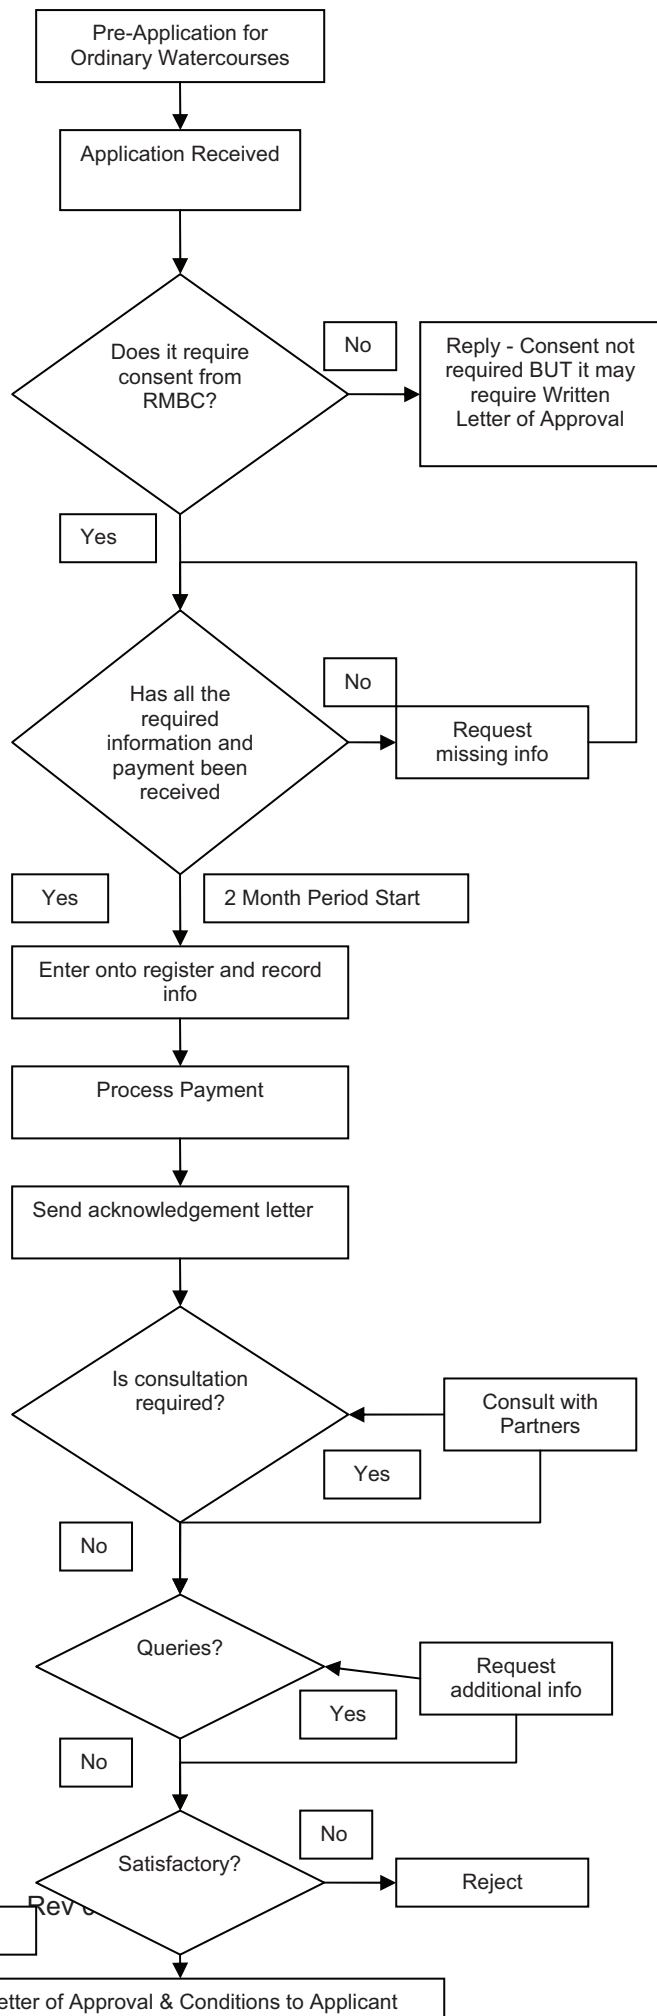 Pre-Application for
Ordinary Watercourses
Application Received
Does it require
consent from
RMBC?
No
Reply - Consent not
required BUT it may
require Written
Letter of Approval
Yes
Has all the
required
information and
payment been
received
No
Request
missing info
Yes
2 Month Period Start
Enter onto register and record
info
Process Payment
Send acknowledgement letter
Is consultation
required?
Consult with
Partners
Yes
No
Queries?
Request
additional info
Yes
No
Satisfactory?
No
Reject
Rev
of Approval & Conditions to Applicant